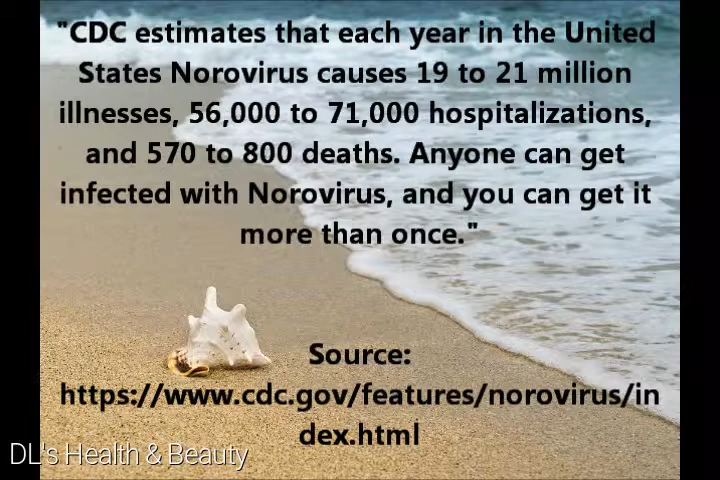 "CDC estimates that each year in the United
States Norovirus causes 19 to 21 million
illnesses, 56,000 to 71,000 hospitalizations,
and 570 to 800 deaths. Anyone can get
infected with Norovirus, and you can get it
more than once."
Source:
https://www.cdc.gov/features/norovirus/in
dex.html
DL's Health & Beauty